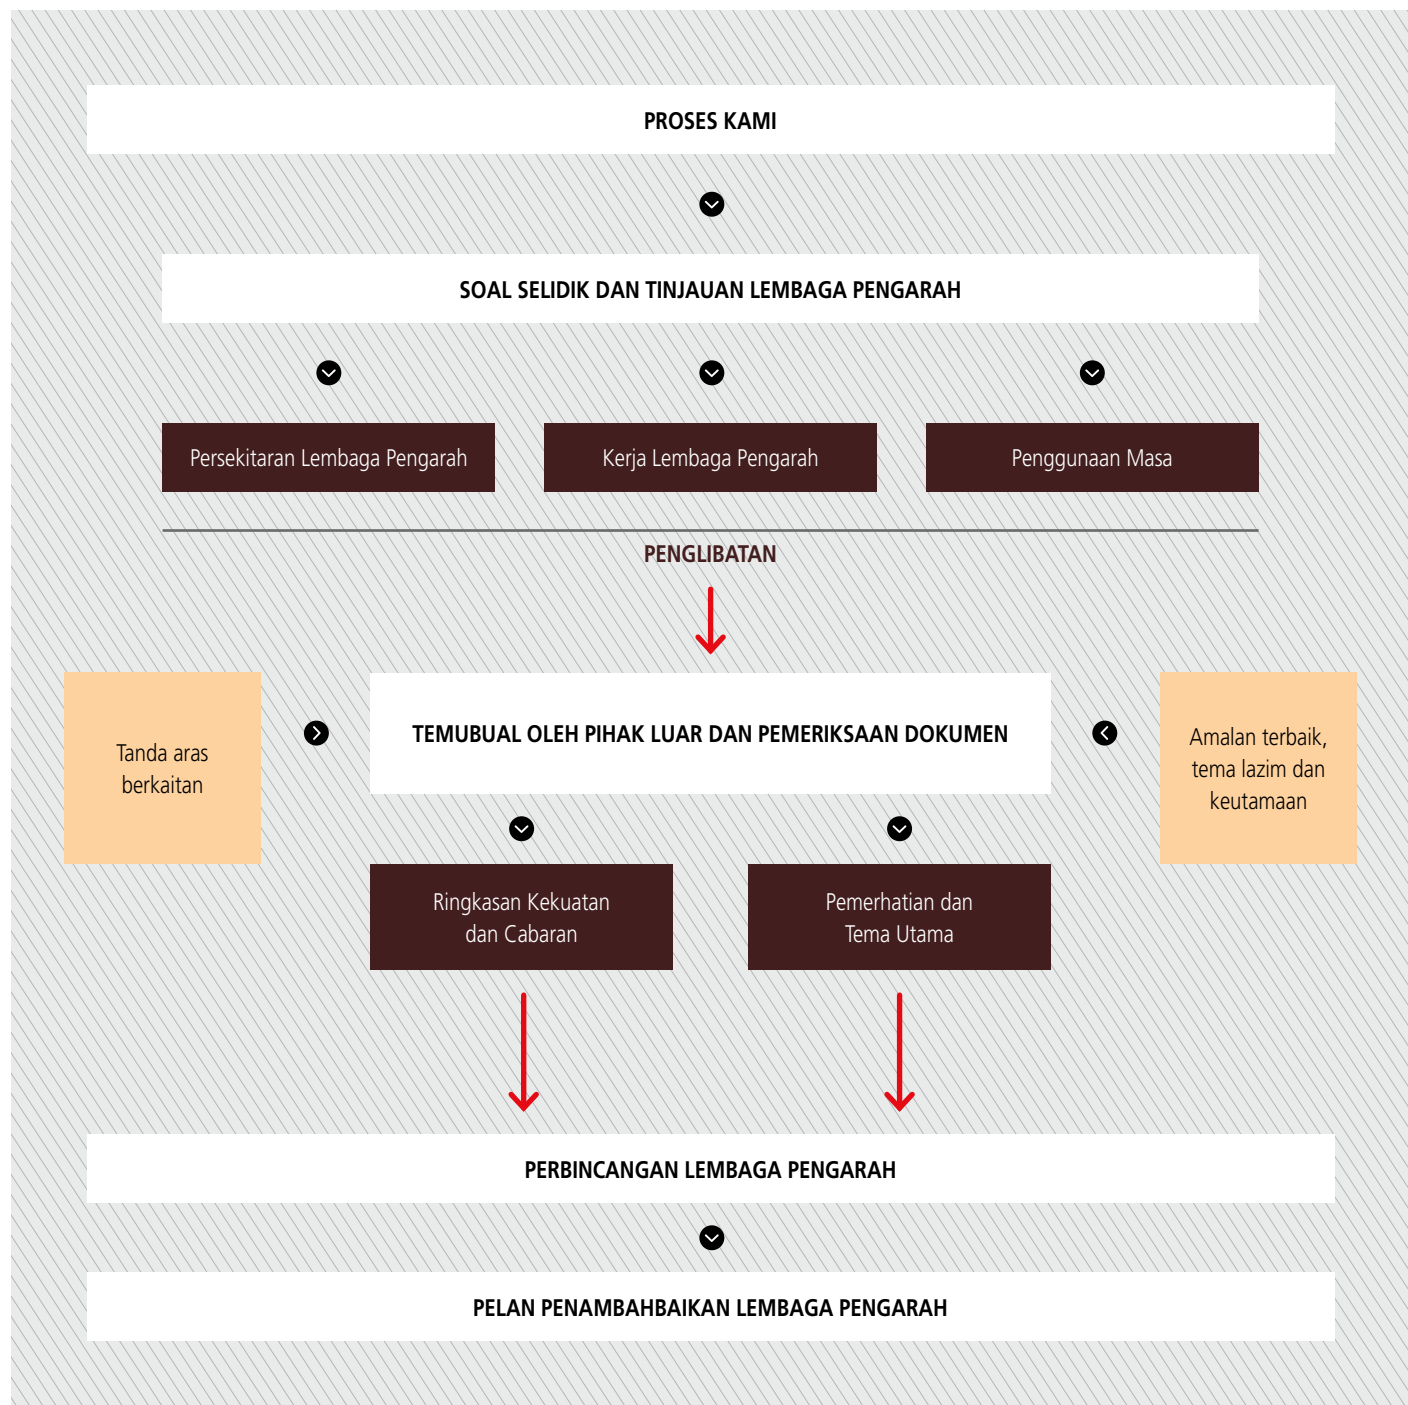 PROSES KAMI
SOAL SELIDIK DAN TINJAUAN LEMBAGA PENGARAH
Persekitaran Lembaga Pengarah
Kerja Lembaga Pengarah
Penggunaan Masa
PENGLIBATAN
Tanda aras
berkaitan
TEMUBUAL OLEH PIHAK LUAR DAN PEMERIKSAAN DOKUMEN
Amalan terbaik,
tema lazim dan
keutamaan
Ringkasan Kekuatan
dan Cabaran
Pemerhatian dan
Tema Utama
PERBINCANGAN LEMBAGA PENGARAH
PELAN PENAMBAHBAIKAN LEMBAGA PENGARAH